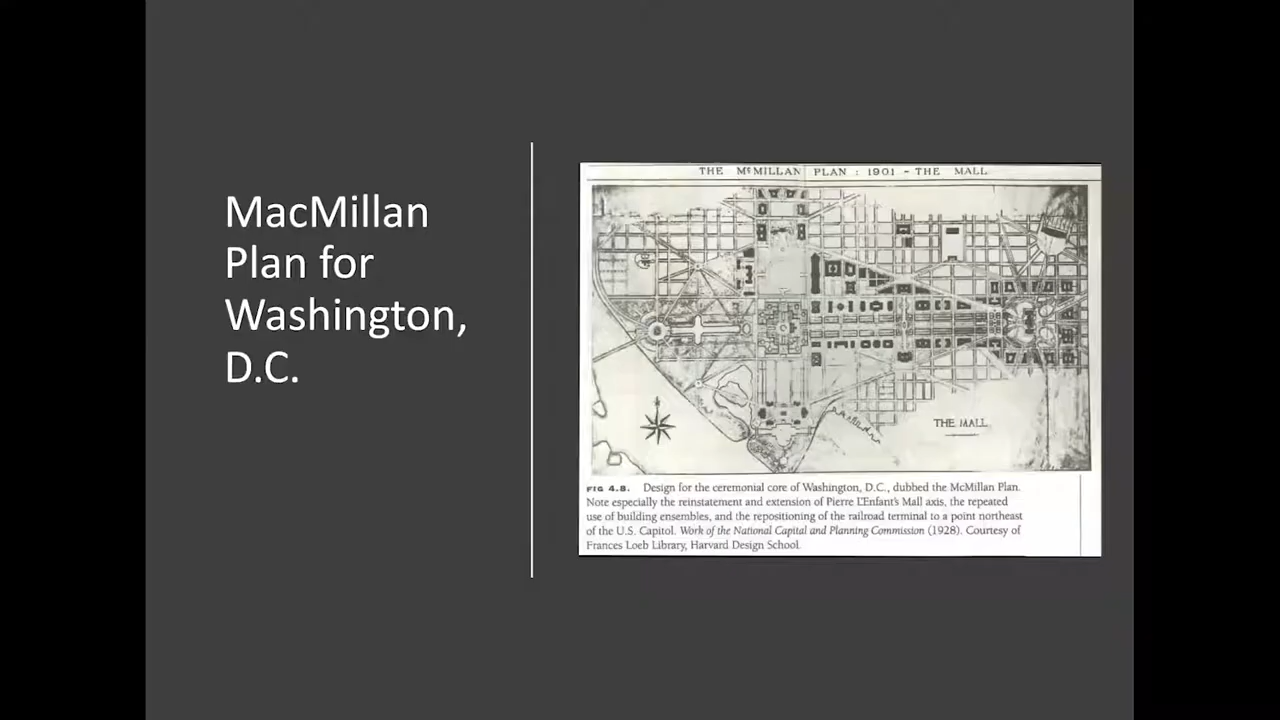 MacMillan
Plan for
Washington,
D.C.
THE McMILLAN PLAN : 1901 - THE MALL
THE MALL
FIG 4.8. Design for the ceremonial core of Washington, D.C., dubbed the McMillan Plan.
Note especially the reinstatement and extension of Pierre L'Enfant's Mall axis, the repeated
use of building ensembles, and the repositioning of the railroad terminal to a point northeast
of the U.S. Capitol. Work of the National Capital and Planning Commission (1928). Courtesy of
Frances Loeb Library, Harvard Design School.